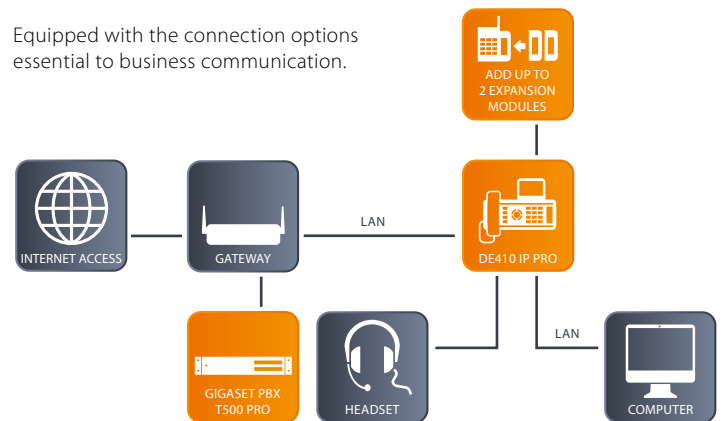 Equipped with the connection options
essential to business communication.
ADD UP TO
2 EXPANSION
MODULES
INTERNET ACCESS
GATEWAY
LAN
DE410 IP PRO
GIGASET PBX
T500 PRO
HEADSET
LAN
COMPUTER